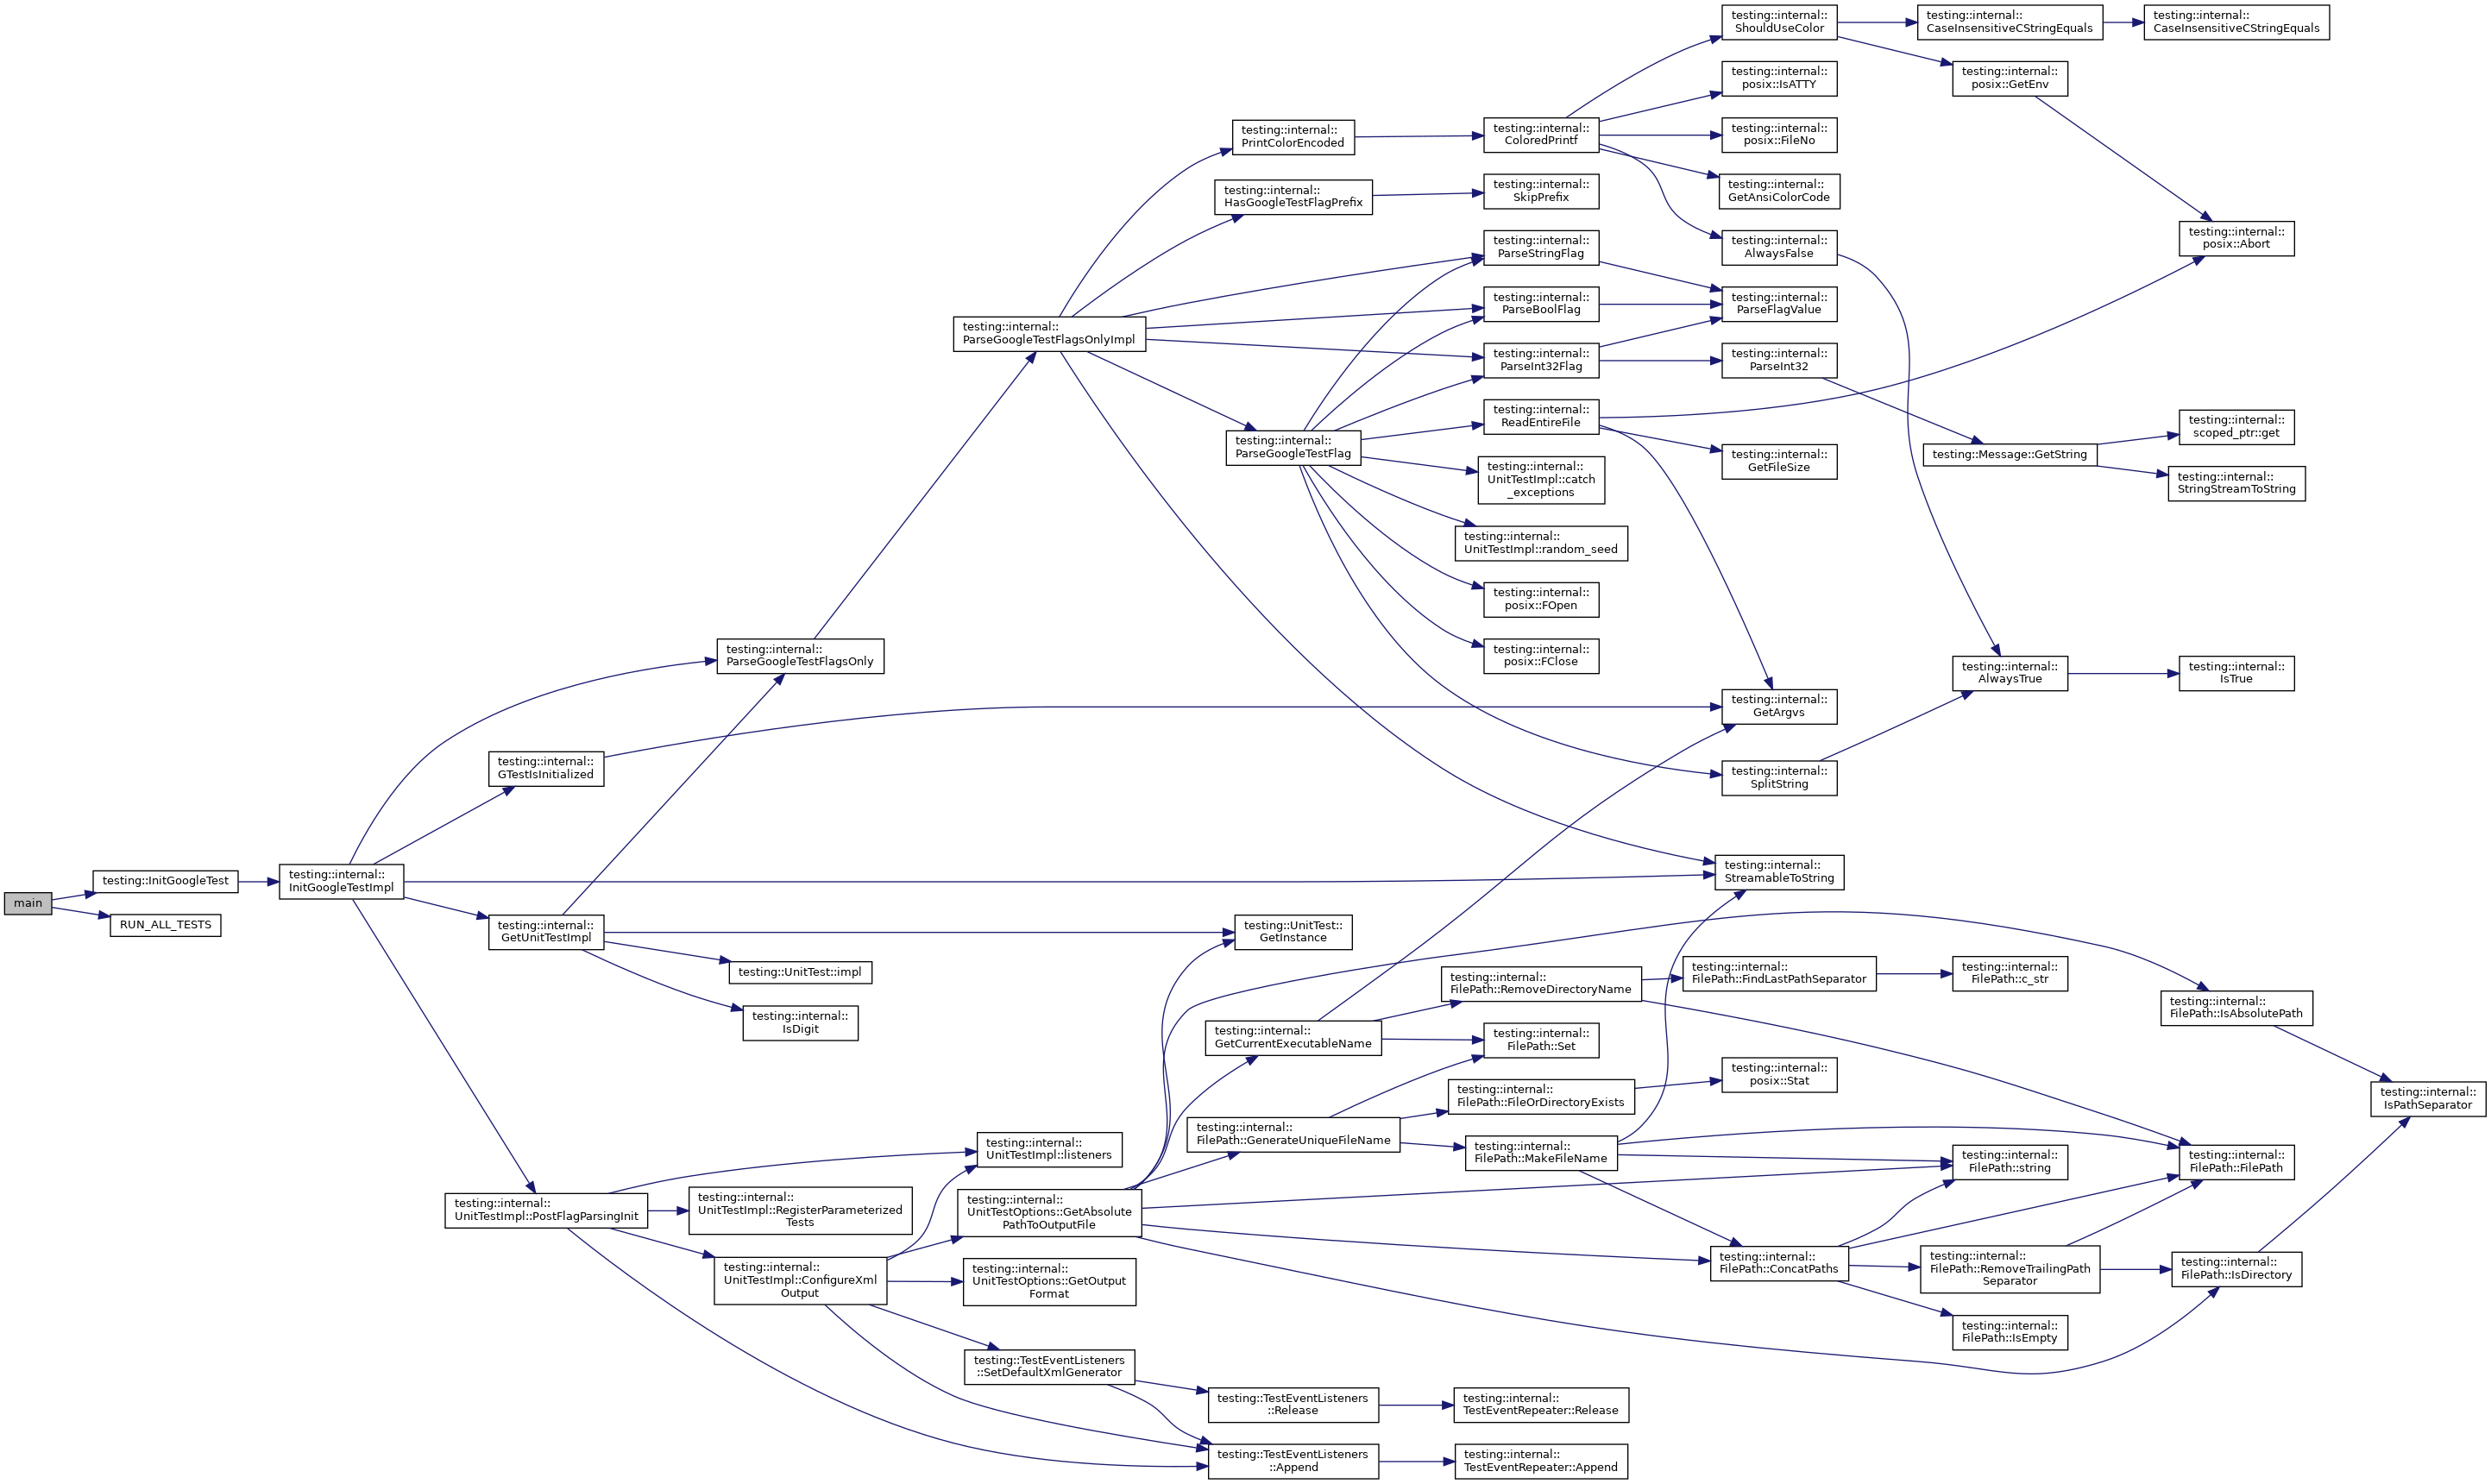 main
testing::InitGoogleTest
RUN_ALL_TESTS
testing::internal::
InitGoogleTestImpl
testing::internal::
GTestIsInitialized
testing::internal::
GetUnitTestImpl
testing::internal::
UnitTestImpl::PostFlagParsingInit
testing::internal::
ParseGoogleTestFlagsOnly
testing::UnitTest::impl
testing::internal::
IsDigit
testing::internal::
UnitTestImpl::RegisterParameterized
Tests
testing::internal::
UnitTestImpl::ConfigureXml
Output
testing::internal::
ParseGoogleTestFlagsOnlyImpl
testing::internal::
UnitTestImpl::listeners
testing::internal::
UnitTestOptions::GetAbsolute
PathToOutputFile
testing::internal::
UnitTestOptions::GetOutput
Format
testing::TestEventListeners
::SetDefaultXmlGenerator
testing::internal::
PrintColorEncoded
testing::internal::
HasGoogleTestFlagPrefix
testing::internal::
ParseGoogleTestFlag
testing::UnitTest::
GetInstance
testing::internal::
GetCurrentExecutableName
testing::internal::
FilePath::GenerateUniqueFileName
testing::TestEventListeners
::Release
testing::TestEventListeners
::Append
testing::internal::
ColoredPrintf
testing::internal::
SkipPrefix
testing::internal::
ParseStringFlag
testing::internal::
ParseBoolFlag
testing::internal::
ParseInt32Flag
testing::internal::
ReadEntireFile
testing::internal::
UnitTestImpl::catch
_exceptions
testing::internal::
UnitTestImpl::random_seed
testing::internal::
posix::FOpen
testing::internal::
posix::FClose
testing::internal::
FilePath::RemoveDirectoryName
testing::internal::
FilePath::Set
testing::internal::
FilePath::FileOrDirectoryExists
testing::internal::
FilePath::MakeFileName
testing::internal::
TestEventRepeater::Release
testing::internal::
TestEventRepeater::Append
testing::internal::
ShouldUseColor
testing::internal::
posix::IsATTY
testing::internal::
posix::FileNo
testing::internal::
GetAnsiColorCode
testing::internal::
AlwaysFalse
testing::internal::
ParseFlagValue
testing::internal::
ParseInt32
testing::internal::
GetFileSize
testing::internal::
GetArgvs
testing::internal::
SplitString
testing::internal::
StreamableToString
testing::internal::
FilePath::FindLastPathSeparator
testing::internal::
posix::Stat
testing::internal::
FilePath::ConcatPaths
testing::internal::
CaseInsensitiveCStringEquals
testing::internal::
posix::GetEnv
testing::Message::GetString
testing::internal::
AlwaysTrue
testing::internal::
FilePath::c_str
testing::internal::
FilePath::string
testing::internal::
FilePath::RemoveTrailingPath
Separator
testing::internal::
FilePath::IsEmpty
testing::internal::
CaseInsensitiveCStringEquals
testing::internal::
posix::Abort
testing::internal::
scoped_ptr::get
testing::internal::
StringStreamToString
testing::internal::
IsTrue
testing::internal::
FilePath::IsAbsolutePath
testing::internal::
FilePath::FilePath
testing::internal::
FilePath::IsDirectory
testing::internal::
IsPathSeparator